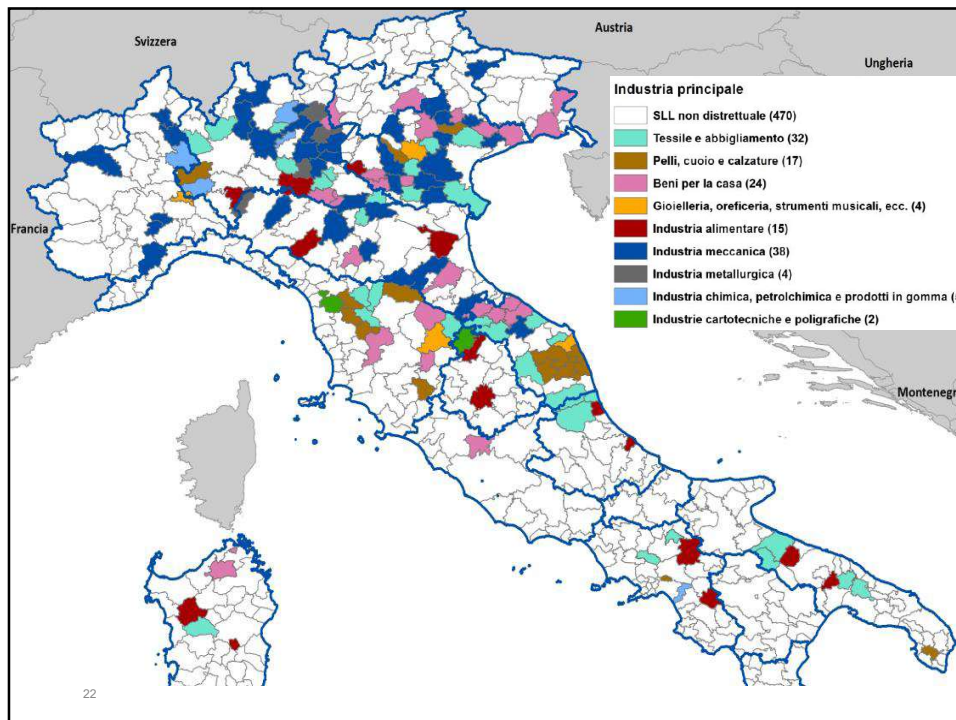 Austria
Svizzera
Ungheria
Industria principale
SLL non distrettuale (470)
Tessile e abbigliamento (32)
Pelli, cuoio e calzature (17)
Beni per la casa (24)
Gioielleria, oreficeria, strumenti musicali, ecc. (4)
Industria alimentare (15)
Industria meccanica (38)
Industria metallurgica (4)
Industria chimica, petrolchimica e prodotti in gomma (
Industrie cartotecniche e poligrafiche (2)
Francia
Montenegr
22